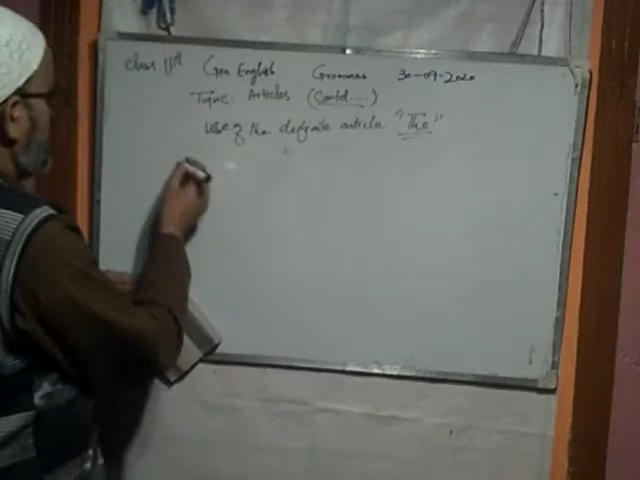 Class 11th Gen English Grammar 30-09-2020
Topic: Articles (Contd....)
Use of the definite article "The"